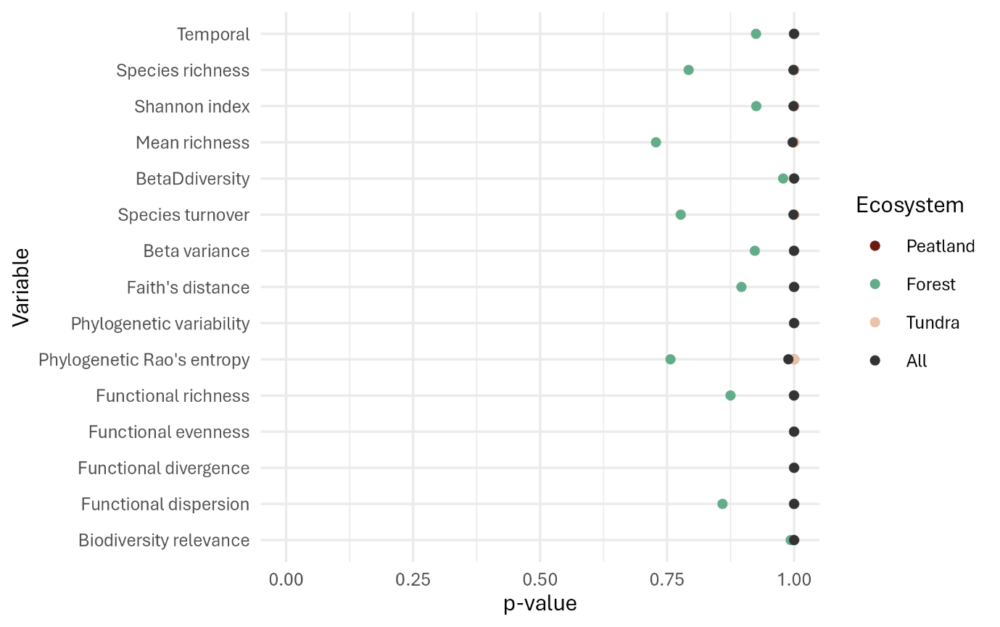 Temporal
Species richness
Shannon index
Mean richness
BetaDdiversity
Species turnover
Beta variance
Faith's distance
Phylogenetic variability
Phylogenetic Rao's entropy
Functional richness
Functional evenness
Functional divergence
Functional dispersion
Biodiversity relevance
Variable
0.00 0.25 0.50 0.75 1.00
p-value
Ecosystem
Peatland
Forest
Tundra
All